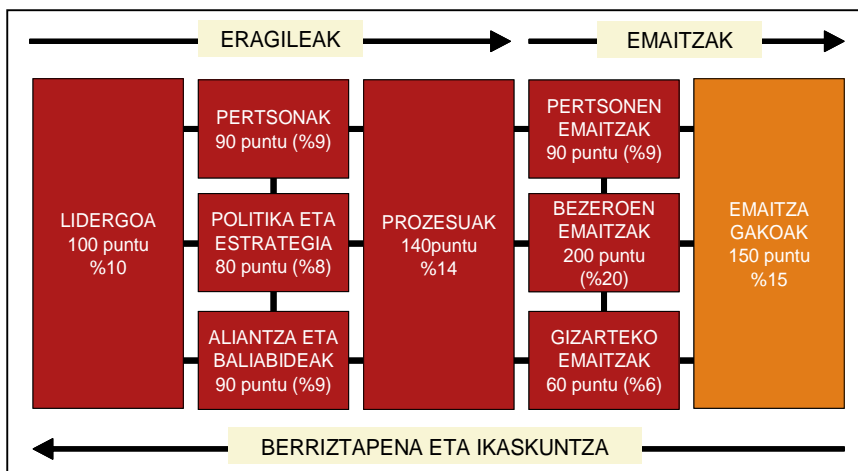 ERAGILEAK
EMAITZAK
LIDERGOA
100 puntu
%10
PERTSONAK
90 puntu (%9)
POLITIKA ETA
ESTRATEGIA
80 puntu (%8)
ALIANTZA ETA
BALIABIDEAK
90 puntu (%9)
PROZESUAK
140puntu
%14
PERTSONEN
EMAITZAK
90 puntu (%9)
BEZEROEN
EMAITZAK
200 puntu
(%20)
GIZARTEKO
EMAITZAK
60 puntu (%6)
EMAITZA
GAKOAK
150 puntu
%15
BERRIZTAPENA ETA IKASKUNTZA